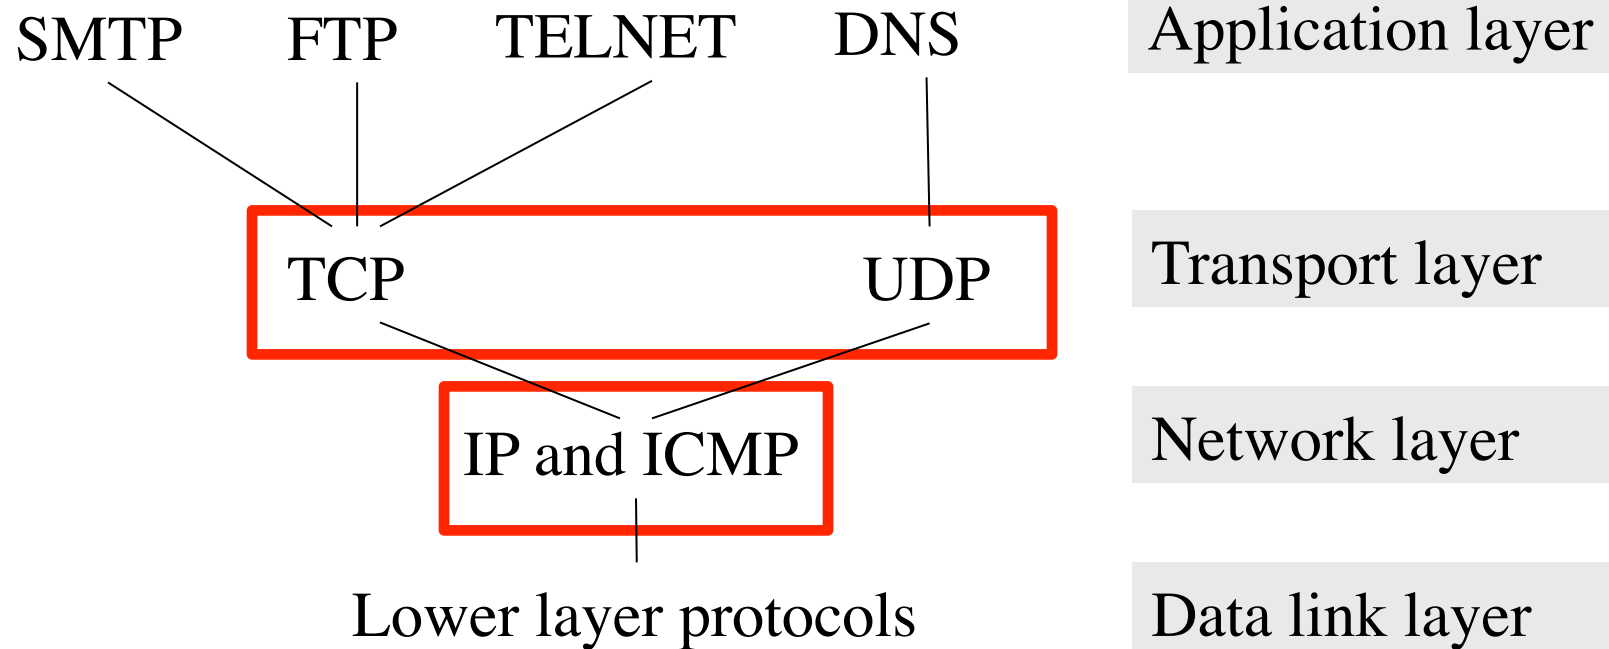 SMTP FTP TELNET DNS Application layer
TCP UDP Transport layer
IP and ICMP Network layer
Lower layer protocols Data link layer